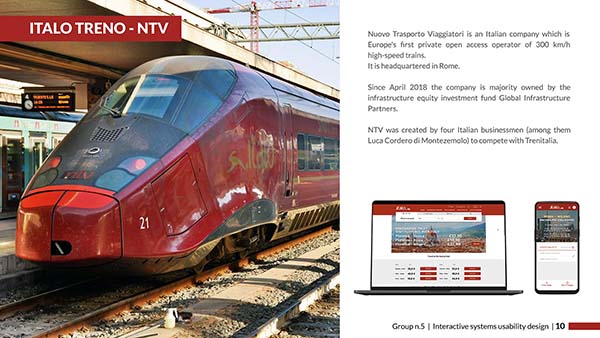 ITALO TRENO - NTV
Nuovo Trasporto Viaggiatori is an Italian company which is
Europe's first private open access operator of 300 km/h
high-speed trains.
It is headquartered in Rome.
Since April 2018 the company is majority owned by the
infrastructure equity investment fund Global Infrastructure
Partners.
NTV was created by four Italian businessmen (among them
Luca Cordero di Montezemolo) to compete with Trenitalia.
4
21
Group n.5 | Interactive systems usability design | 10